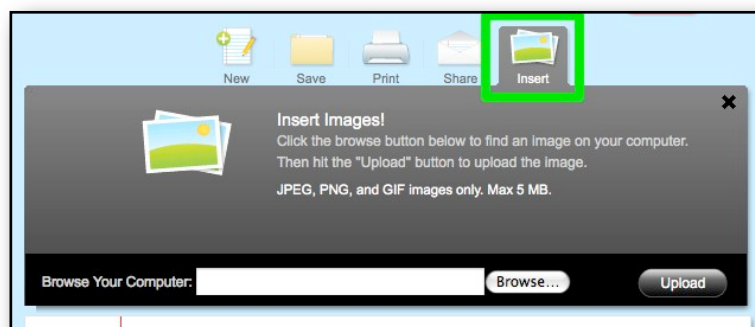 New Save Print Share Insert
Insert Images!
Click the browse button below to find an image on your computer.
Then hit the "Upload" button to upload the image.
JPEG, PNG, and GIF images only. Max 5 MB.
Browse Your Computer: Browse... Upload